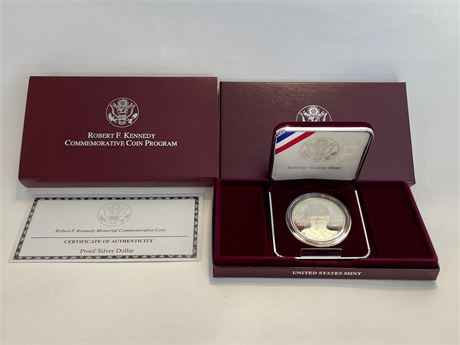 ROBERT F. KENNEDY
COMMEMORATIVE COIN PROGRAM
UNITED STATES MINT
Robert F. Kennedy Memorial Commemorative Coin
CERTIFICATE OF AUTHENTICITY
Proof Silver Dollar
UNITED STATES MINT